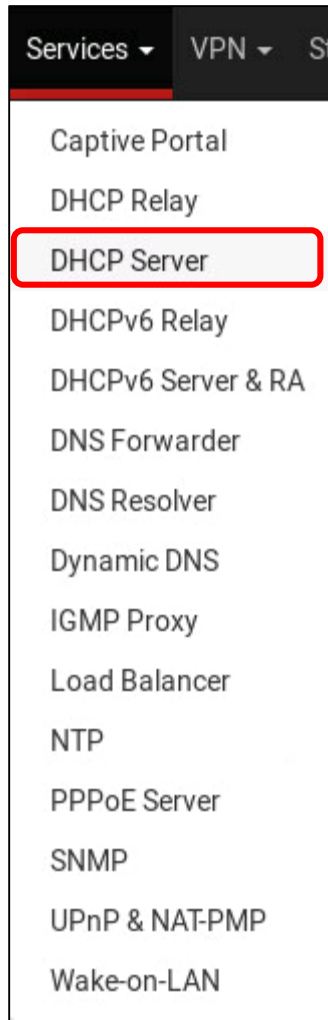 Services VPN
Captive Portal
DHCP Relay
DHCP Server
DHCPv6 Relay
DHCPv6 Server & RA
DNS Forwarder
DNS Resolver
Dynamic DNS
IGMP Proxy
Load Balancer
NTP
PPPoE Server
SNMP
UPnP & NAT-PMP
Wake-on-LAN